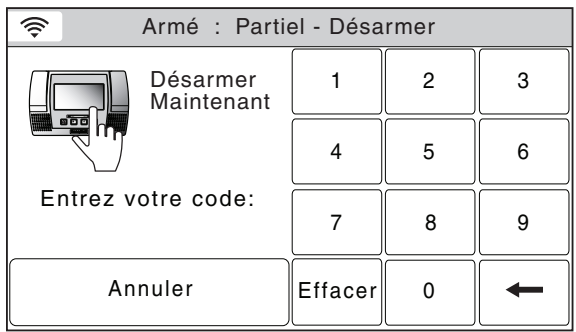 Armé : Partiel - Désarmer
Désarmer
Maintenant
Entrez votre code:
1 2 3
4 5 6
7 8 9
Annuler Effacer 0